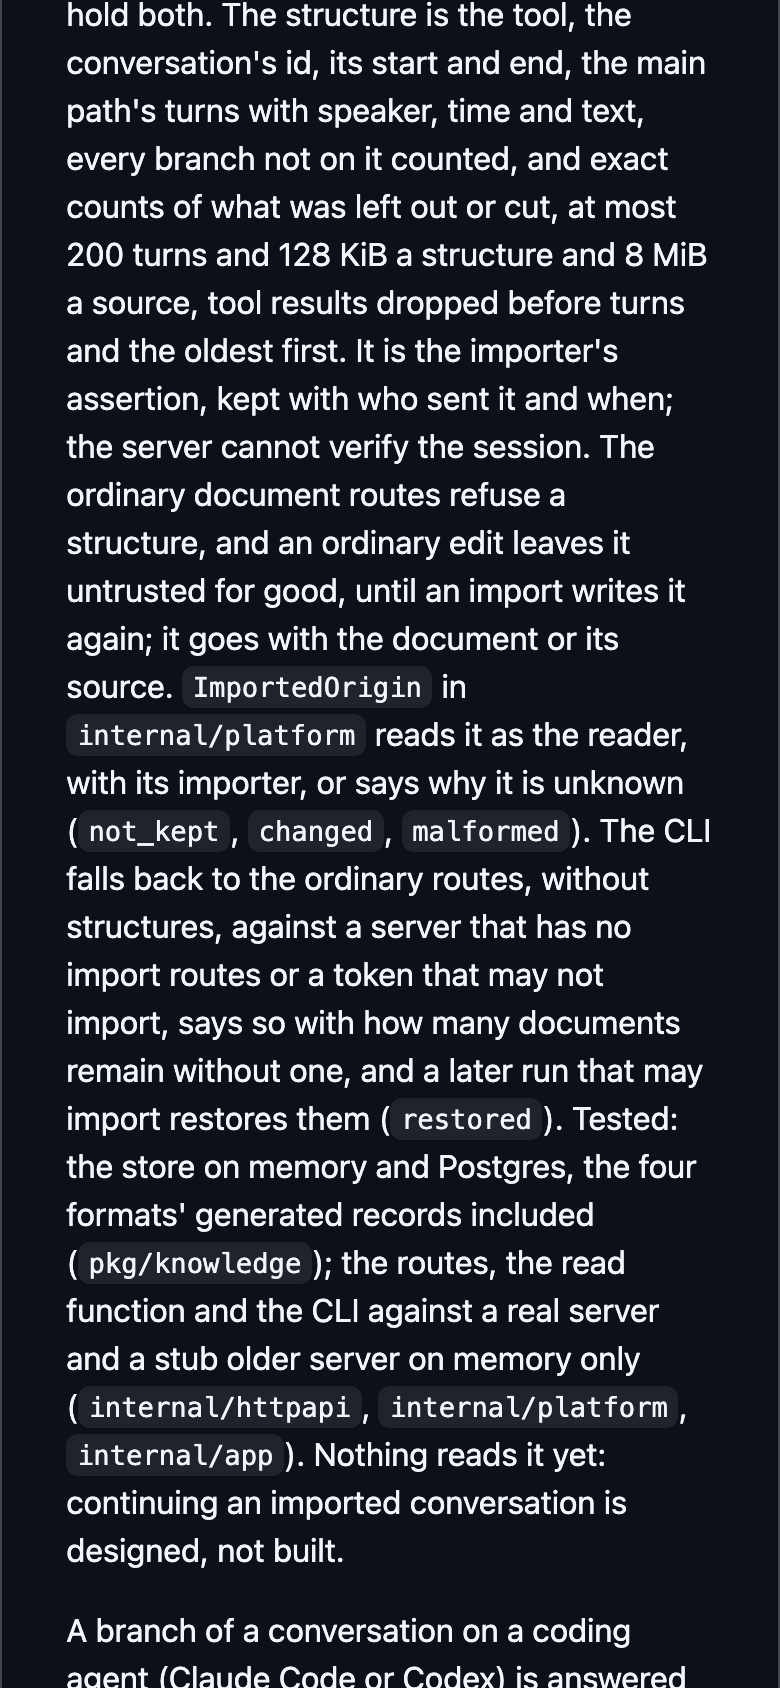 hold both. The structure is the tool, the
conversation's id, its start and end, the main
path's turns with speaker, time and text,
every branch not on it counted, and exact
counts of what was left out or cut, at most
200 turns and 128 KiB a structure and 8 MiB
a source, tool results dropped before turns
and the oldest first. It is the importer's
assertion, kept with who sent it and when;
the server cannot verify the session. The
ordinary document routes refuse a
structure, and an ordinary edit leaves it
untrusted for good, until an import writes it
again; it goes with the document or its
source. ImportedOrigin in
internal/platform reads it as the reader,
with its importer, or says why it is unknown
(not_kept, changed, malformed). The CLI
falls back to the ordinary routes, without
structures, against a server that has no
import routes or a token that may not
import, says so with how many documents
remain without one, and a later run that may
import restores them (restored). Tested:
the store on memory and Postgres, the four
formats' generated records included
(pkg/knowledge); the routes, the read
function and the CLI against a real server
and a stub older server on memory only
(internal/httpapi, internal/platform,
internal/app). Nothing reads it yet:
continuing an imported conversation is
designed, not built.
A branch of a conversation on a coding
agent (Claude Code or Codex) is answered